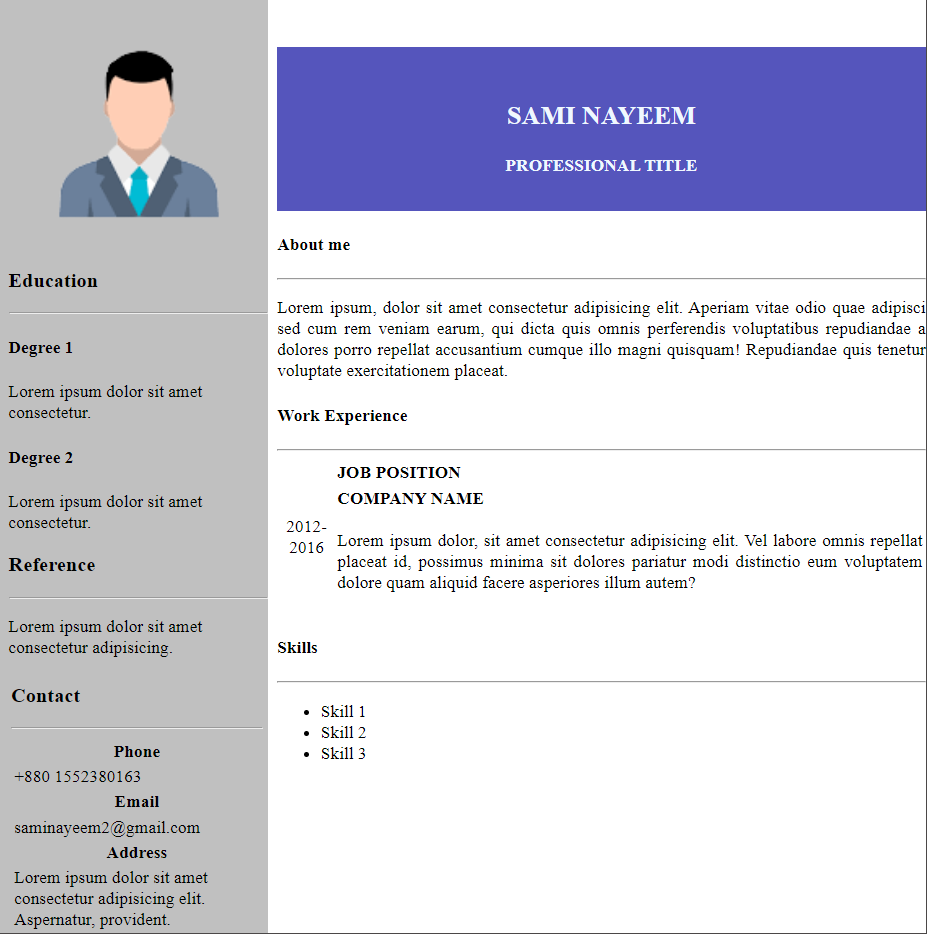 SAMI NAYEEM
PROFESSIONAL TITLE
Education
Degree 1
Lorem ipsum dolor sit amet
consectetur.
Degree 2
Lorem ipsum dolor sit amet
consectetur.
Reference
Lorem ipsum dolor sit amet
consectetur adipisicing.
Contact
Phone
+880 1552380163
Email
saminayeem2@gmail.com
Address
Lorem ipsum dolor sit amet
consectetur adipisicing elit.
Aspernatur, provident.
About me
Lorem ipsum, dolor sit amet consectetur adipisicing elit. Aperiam vitae odio quae adipisci
sed cum rem veniam earum, qui dicta quis omnis perferendis voluptatibus repudiandae a
dolores porro repellat accusantium cumque illo magni quisquam! Repudiandae quis tenetur
voluptate exercitationem placeat.
Work Experience
2012-
2016
JOB POSITION
COMPANY NAME
Lorem ipsum dolor, sit amet consectetur adipisicing elit. Vel labore omnis repellat
placeat id, possimus minima sit dolores pariatur modi distinctio eum voluptatem
dolore quam aliquid facere asperiores illum autem?
Skills
Skill 1
Skill 2
Skill 3